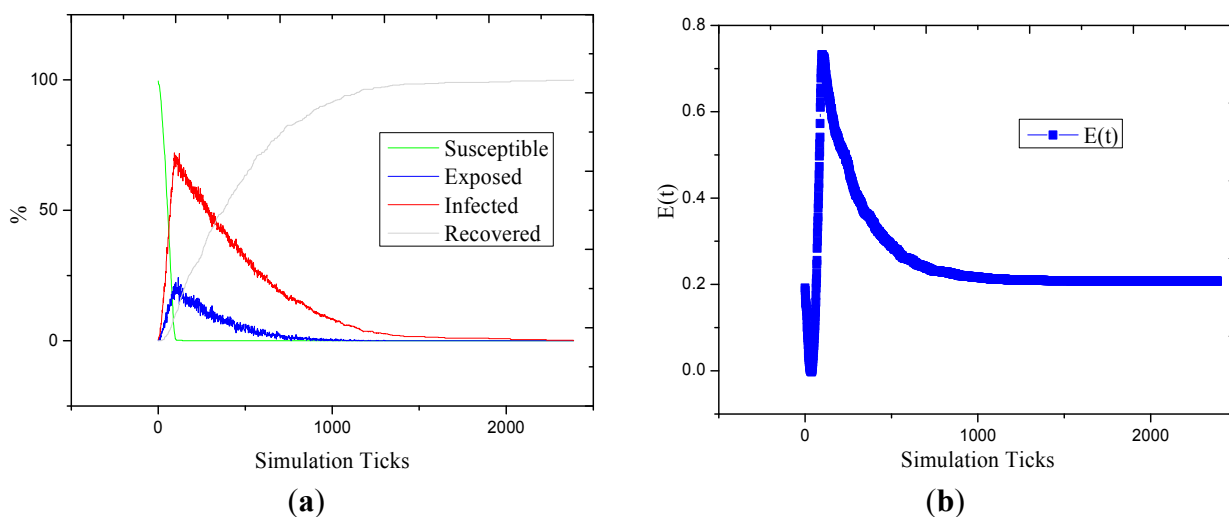 100
50
0
%
Susceptible
Exposed
Infected
Recovered
0
1000
2000
Simulation Ticks
(a)
0.8
0.6
0.4
0.2
0.0
E(t)
E(t)
0
1000
2000
Simulation Ticks
(b)